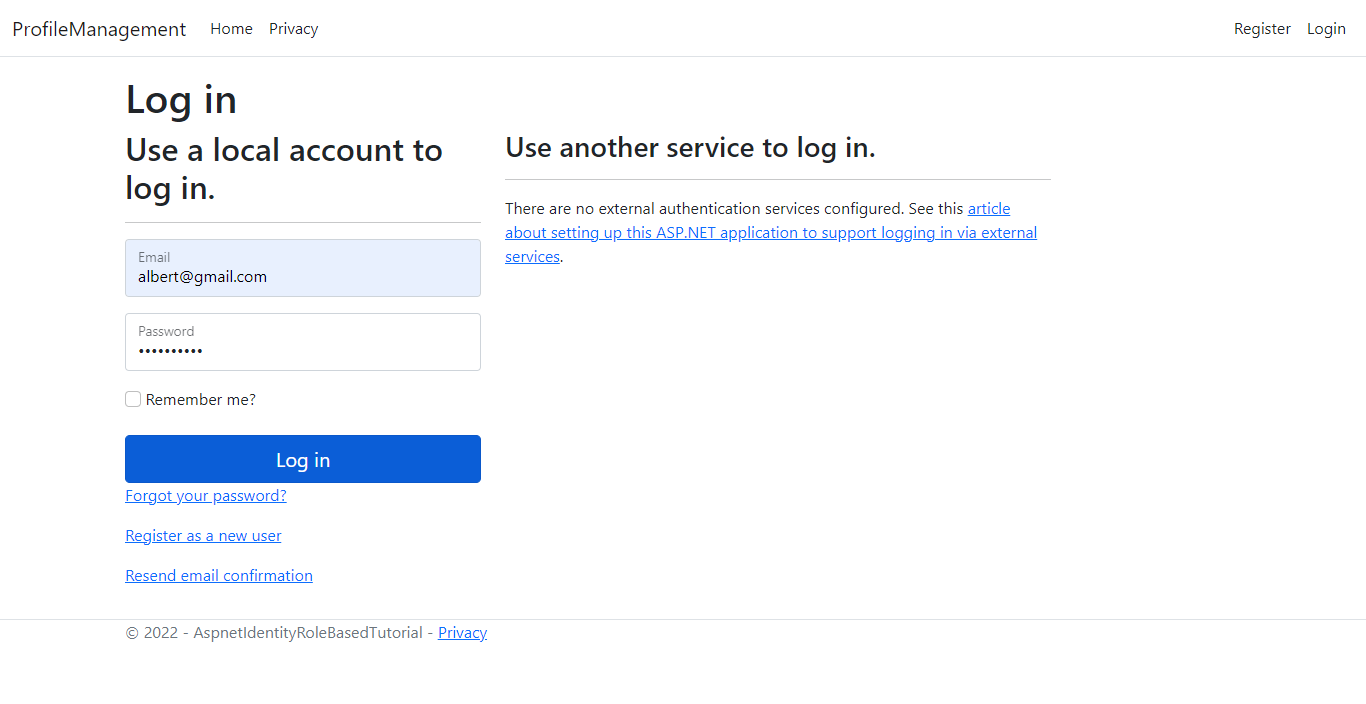 ProfileManagement Home Privacy Register Login
Log in
Use a local account to
log in.
Email
albert@gmail.com
Password
••••••••••
Remember me?
Log in
Forgot your password?
Register as a new user
Resend email confirmation
Use another service to log in.
There are no external authentication services configured. See this article
about setting up this ASP.NET application to support logging in via external
services.
© 2022 - AspnetIdentityRoleBasedTutorial - Privacy